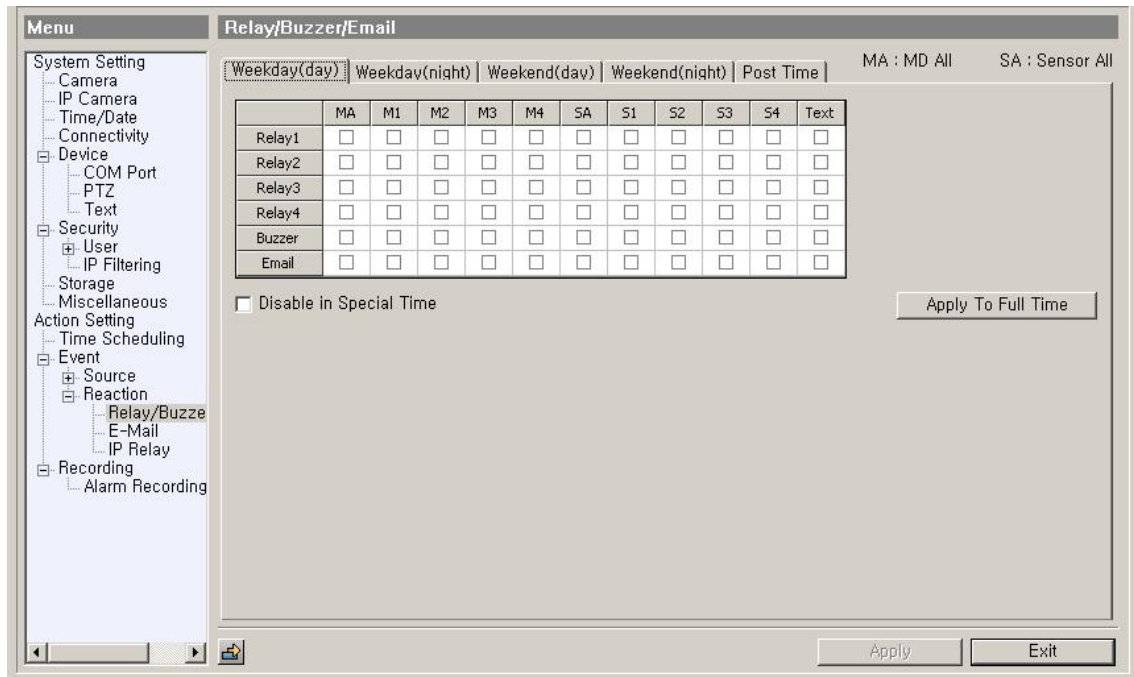 Menu
System Setting
Camera
IP Camera
Time/Date
Connectivity
Device
COM Port
PTZ
Text
Security
User
IP Filtering
Storage
Miscellaneous
Action Setting
Time Scheduling
Event
Source
Reaction
Relay/Buzze
E-Mail
IP Relay
Recording
Alarm Recording
Relay/Buzzer/Email
Weekday(day) Weekday(night) Weekend(day) Weekend(night) Post Time MA : MD All SA : Sensor All
MA M1 M2 M3 M4 SA S1 S2 S3 S4 Text
Relay1
Relay2
Relay3
Relay4
Buzzer
Email
Disable in Special Time Apply To Full Time
Apply Exit